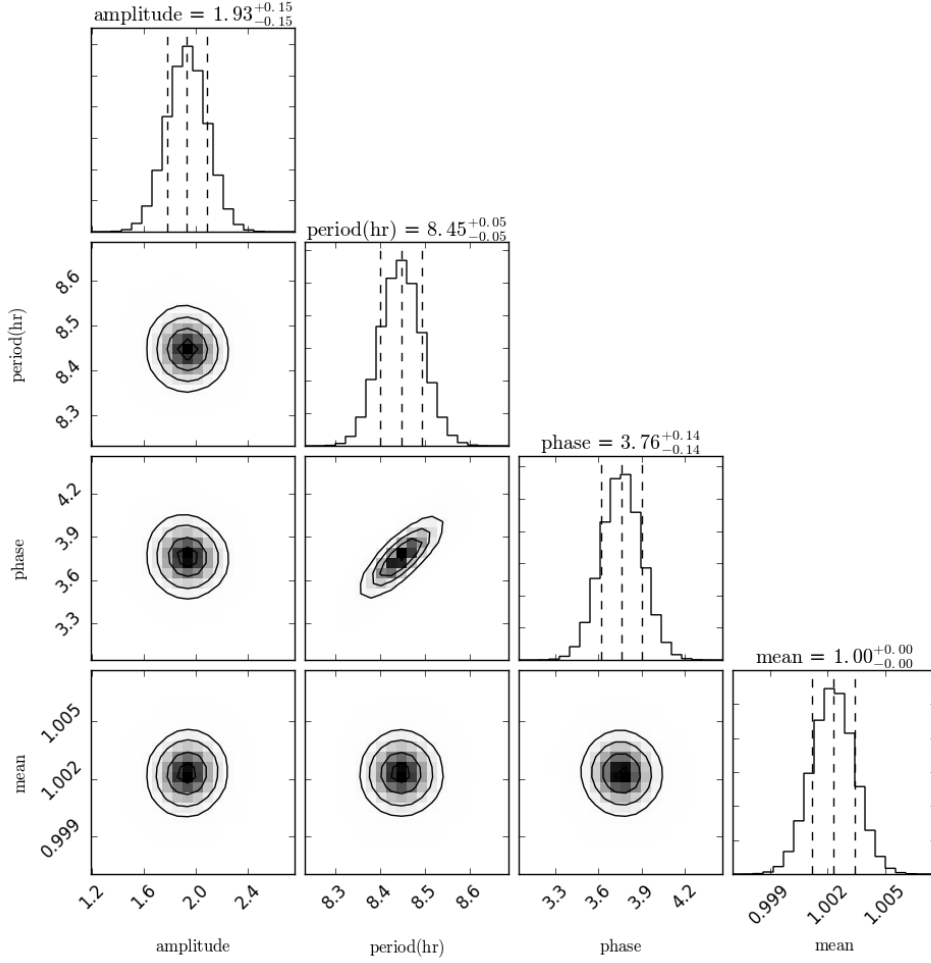 amplitude = 1.93^{+0.15}_{-0.15}
period(hr) = 8.45^{+0.05}_{-0.05}
8.6
8.5
8.4
8.3
period(hr)
phase = 3.76^{+0.14}_{-0.14}
4.2
3.9
3.6
3.3
phase
mean = 1.00^{+0.00}_{-0.00}
1.005
1.002
0.999
mean
1.2 1.6 2.0 2.4 8.3 8.4 8.5 8.6 3.3 3.6 3.9 4.2 0.999 1.002 1.005
amplitude period(hr) phase mean